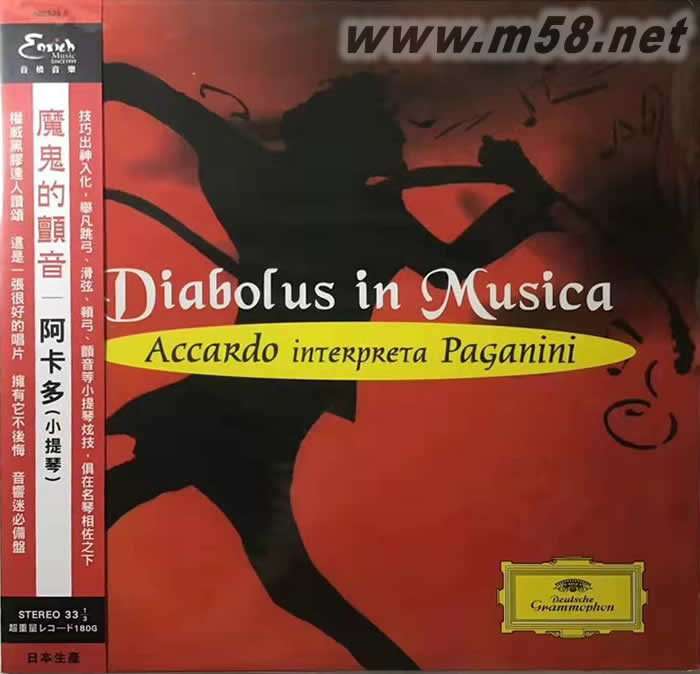 www.m58.net
Enrich
Music
SINCE1999
音橋音樂
技巧出神入化，舉凡跳弓、滑弦、頓弓、顫音等小提琴炫技，俱在名琴相佐之下
魔鬼的顫音—阿卡多(小提琴)
權威黑膠達人讚頌 這是一張很好的唱片 擁有它不後悔 音響迷必備盤
STEREO 33 1/3
超重量レコード180G
日本生產
Diabolus in Musica
Accardo interpreta Paganini
Deutsche
Grammophon